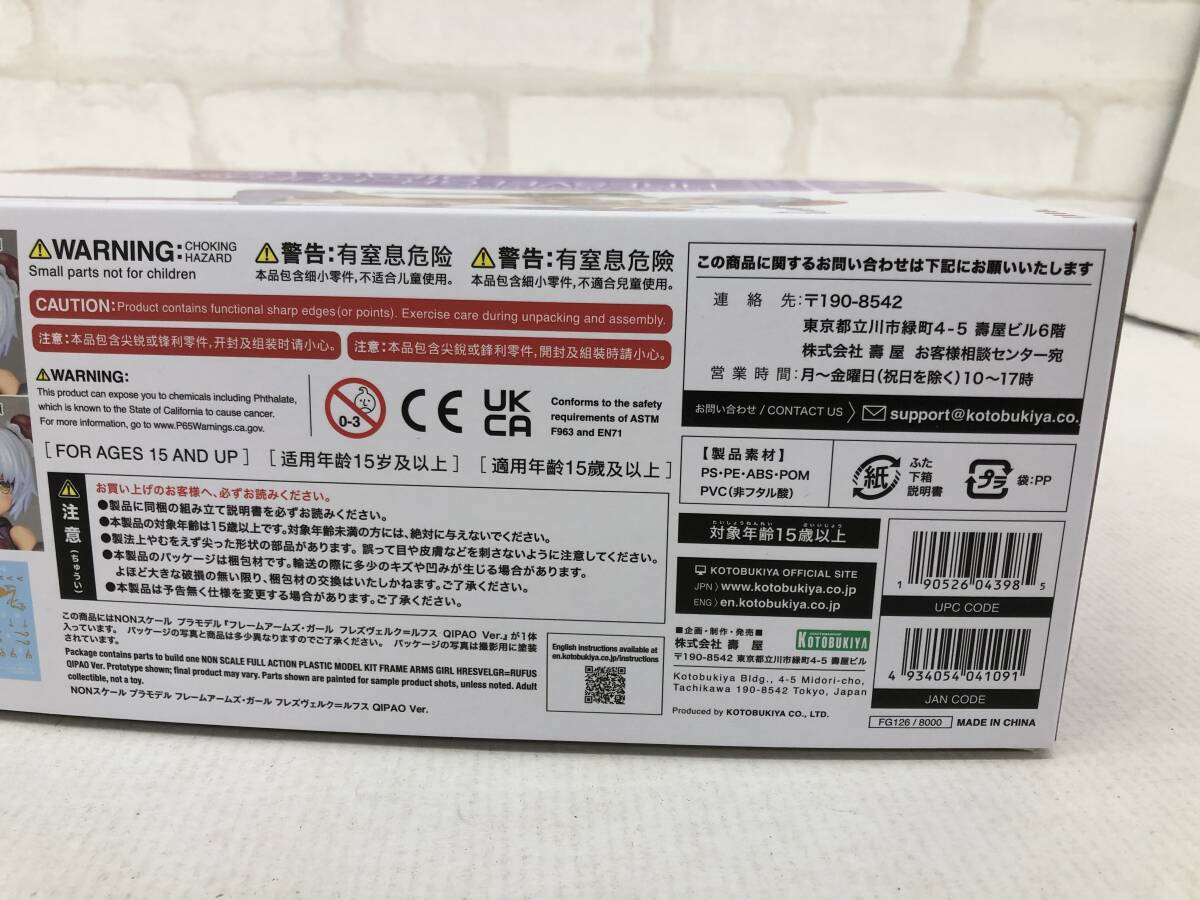 WARNING: CHOKING HAZARD
Small parts not for children
警告:有窒息危险
本品包含细小零件,不适合儿童使用。
警告:有窒息危險
本品包含細小零件,不適合兒童使用。
CAUTION: Product contains functional sharp edges (or points). Exercise care during unpacking and assembly.
注意:本品包含尖锐或锋利零件,开封及组装时请小心。
注意:本品包含尖銳或鋒利零件,開封及組裝時請小心。
WARNING:
This product can expose you to chemicals including Phthalate,
which is known to the State of California to cause cancer.
For more information, go to www.P65Warnings.ca.gov.
0-3
CE
UK
CA
Conforms to the safety
requirements of ASTM
F963 and EN71
[FOR AGES 15 AND UP] [适用年龄15岁及以上] [適用年齡15歲及以上]
注意(ちゅうい)
お買い上げのお客様へ、必ずお読みください。
●製品に同梱の組み立て説明書を必ずお読みください。
●本製品の対象年齢は15歳以上です。対象年齢未満の方には、絶対に与えないでください。
●製法上やむをえず尖った形状の部品があります。誤って目や皮膚などを刺さないように注意してください。
●本製品のパッケージは梱包材です。輸送の際に多少のキズや凹みが生じる場合があります。
よほど大きな破損の無い限り、梱包材の交換はいたしかねます。ご了承ください。
●本製品は予告無く仕様を変更する場合があります。ご了承ください。
この商品にはNONスケール プラモデル『フレームアームズ・ガール フレズヴェルク=ルフス QIPAO Ver.』が1体
入っています。 パッケージの写真と商品は多少異なりますのでご了承ください。 パッケージの写真は撮影用に塗装
されています。
Package contains parts to build one NON SCALE FULL ACTION PLASTIC MODEL KIT FRAME ARMS GIRL HRESVELGR=RUFUS
QIPAO Ver. Prototype shown; final product may vary. Parts shown are painted for sample product shots, unless noted. Adult
collectible, not a toy.
NONスケール プラモデル フレームアームズ・ガール フレズヴェルク=ルフス QIPAO Ver.
English instructions available at
en.kotobukiya.co.jp/instructions
この商品に関するお問い合わせは下記にお願いいたします
連絡先:〒190-8542
東京都立川市緑町4-5 壽屋ビル6階
株式会社 壽屋 お客様相談センター宛
営業時間:月〜金曜日(祝日を除く)10〜17時
お問い合わせ / CONTACT US support@kotobukiya.co.
【製品素材】
PS・PE・ABS・POM
PVC(非フタル酸)
紙
ふた
下箱
説明書
プラ
袋:PP
たいしょうねんれい さいいじょう
対象年齢15歳以上
KOTOBUKIYA OFFICIAL SITE
JPN〉www.kotobukiya.co.jp
ENG〉en.kotobukiya.co.jp
■企画・制作・発売■
株式会社 壽屋
KOTOBUKIYA
〒190-8542 東京都立川市緑町4-5 壽屋ビル
Kotobukiya Bldg., 4-5 Midori-cho,
Tachikawa 190-8542 Tokyo, Japan
Produced by KOTOBUKIYA CO., LTD.
1 90526 04398 5
UPC CODE
4 934054 041091
JAN CODE
FG126 / 8000
MADE IN CHINA